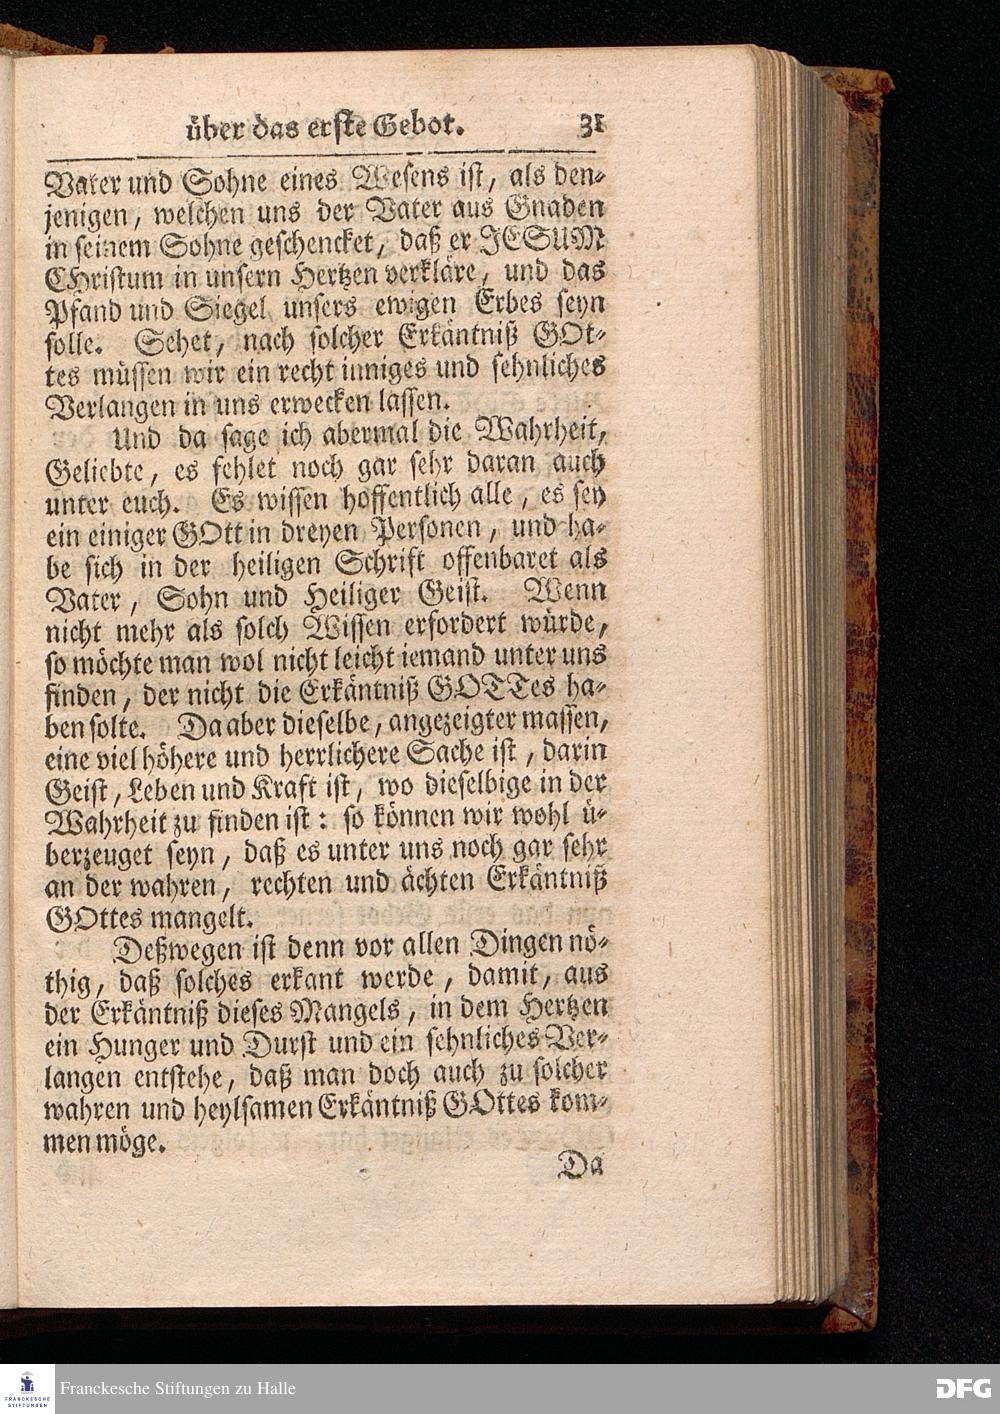 über das erste Gebot. 31
Vater und Sohne eines Wesens ist, als den-
jenigen, welchen uns der Vater aus Gnaden
in seinem Sohne geschencket, daß er JESUM
CHristum in unsern Hertzen verkläre, und das
Pfand und Siegel unsers ewigen Erbes seyn
solle. Sehet, nach solcher Erkäntniß GOt-
tes müssen wir ein recht inniges und sehnliches
Verlangen in uns erwecken lassen.
Und da sage ich abermal die Wahrheit,
Geliebte, es fehlet noch gar sehr daran auch
unter euch. Es wissen hoffentlich alle, es sey
ein einiger GOtt in dreyen Personen, und ha-
be sich in der heiligen Schrift offenbaret als
Vater, Sohn und Heiliger Geist. Wenn
nicht mehr als solch Wissen erfordert würde,
so möchte man wol nicht leicht iemand unter uns
finden, der nicht die Erkäntniß GOTTes ha-
ben solte. Da aber dieselbe, angezeigter massen,
eine viel höhere und herrlichere Sache ist, darin
Geist, Leben und Kraft ist, wo dieselbige in der
Wahrheit zu finden ist: so können wir wohl ü-
berzeuget seyn, daß es unter uns noch gar sehr
an der wahren, rechten und ächten Erkäntniß
GOttes mangelt.
Deßwegen ist denn vor allen Dingen nö-
thig, daß solches erkant werde, damit, aus
der Erkäntniß dieses Mangels, in dem Hertzen
ein Hunger und Durst und ein sehnliches Ver-
langen entstehe, daß man doch auch zu solcher
wahren und heylsamen Erkäntniß GOttes kom-
men möge.
Da
FRANCKESCHE
STIFTUNGEN
Franckesche Stiftungen zu Halle
DFG